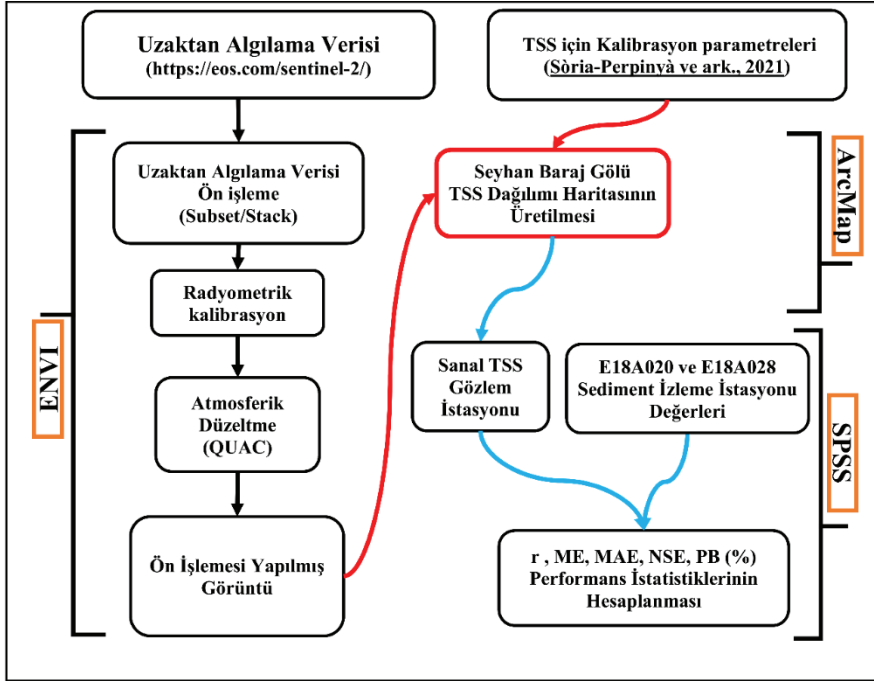 Uzaktan Algılama Verisi
(https://eos.com/sentinel-2/)
Uzaktan Algılama Verisi
Ön işleme
(Subset/Stack)
Radyometrik
kalibrasyon
Atmosferik
Düzeltme
(QUAC)
Ön İşlemesi Yapılmış
Görüntü
ENVI
TSS için Kalibrasyon parametreleri
(Sòria-Perpinyà ve ark., 2021)
Seyhan Baraj Gölü
TSS Dağılımı Haritasının
Üretilmesi
ArcMap
Sanal TSS
Gözlem
İstasyonu
E18A020 ve E18A028
Sediment İzleme İstasyonu
Değerleri
r , ME, MAE, NSE, PB (%)
Performans İstatistiklerinin
Hesaplanması
SPSS